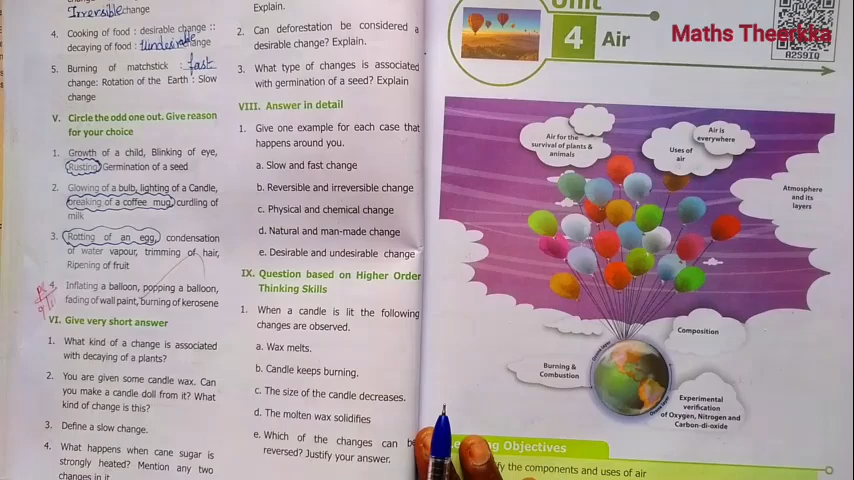 Irrversible change
4. Cooking of food : desirable change ::
decaying of food : Undesirable change
5. Burning of matchstick : fast
change: Rotation of the Earth : Slow
change
V. Circle the odd one out. Give reason
for your choice
1. Growth of a child, Blinking of eye,
Rusting, Germination of a seed
2. Glowing of a bulb, lighting of a Candle,
breaking of a coffee mug, curdling of
milk
3. Rotting of an egg, condensation
of water vapour, trimming of hair,
Ripening of fruit
4. Inflating a balloon, popping a balloon,
fading of wall paint, burning of kerosene
VI. Give very short answer
1. What kind of a change is associated
with decaying of plants?
2. You are given some candle wax. Can
you make a candle doll from it? What
kind of change is this?
3. Define a slow change.
4. What happens when cane sugar is
strongly heated? Mention any two
changes in it.
Explain.
2. Can deforestation be considered a
desirable change? Explain.
3. What type of changes is associated
with germination of a seed? Explain
VIII. Answer in detail
1. Give one example for each case that
happens around you.
a. Slow and fast change
b. Reversible and irreversible change
c. Physical and chemical change
d. Natural and man-made change
e. Desirable and undesirable change
IX. Question based on Higher Order
Thinking Skills
1. When a candle is lit the following
changes are observed.
a. Wax melts.
b. Candle keeps burning.
c. The size of the candle decreases.
d. The molten wax solidifies
e. Which of the changes can be
reversed? Justify your answer.
Unit
4 Air
Maths Theerkka
A2S9IQ
Air for the
survival of plants &
animals
Air is
everywhere
Uses of
air
Atmosphere
and its
layers
Composition
Burning &
Combustion
Experimental
verification
of Oxygen, Nitrogen and
Carbon-di-oxide
Ozone layer
Ozone layer
Learning Objectives
the components and uses of air